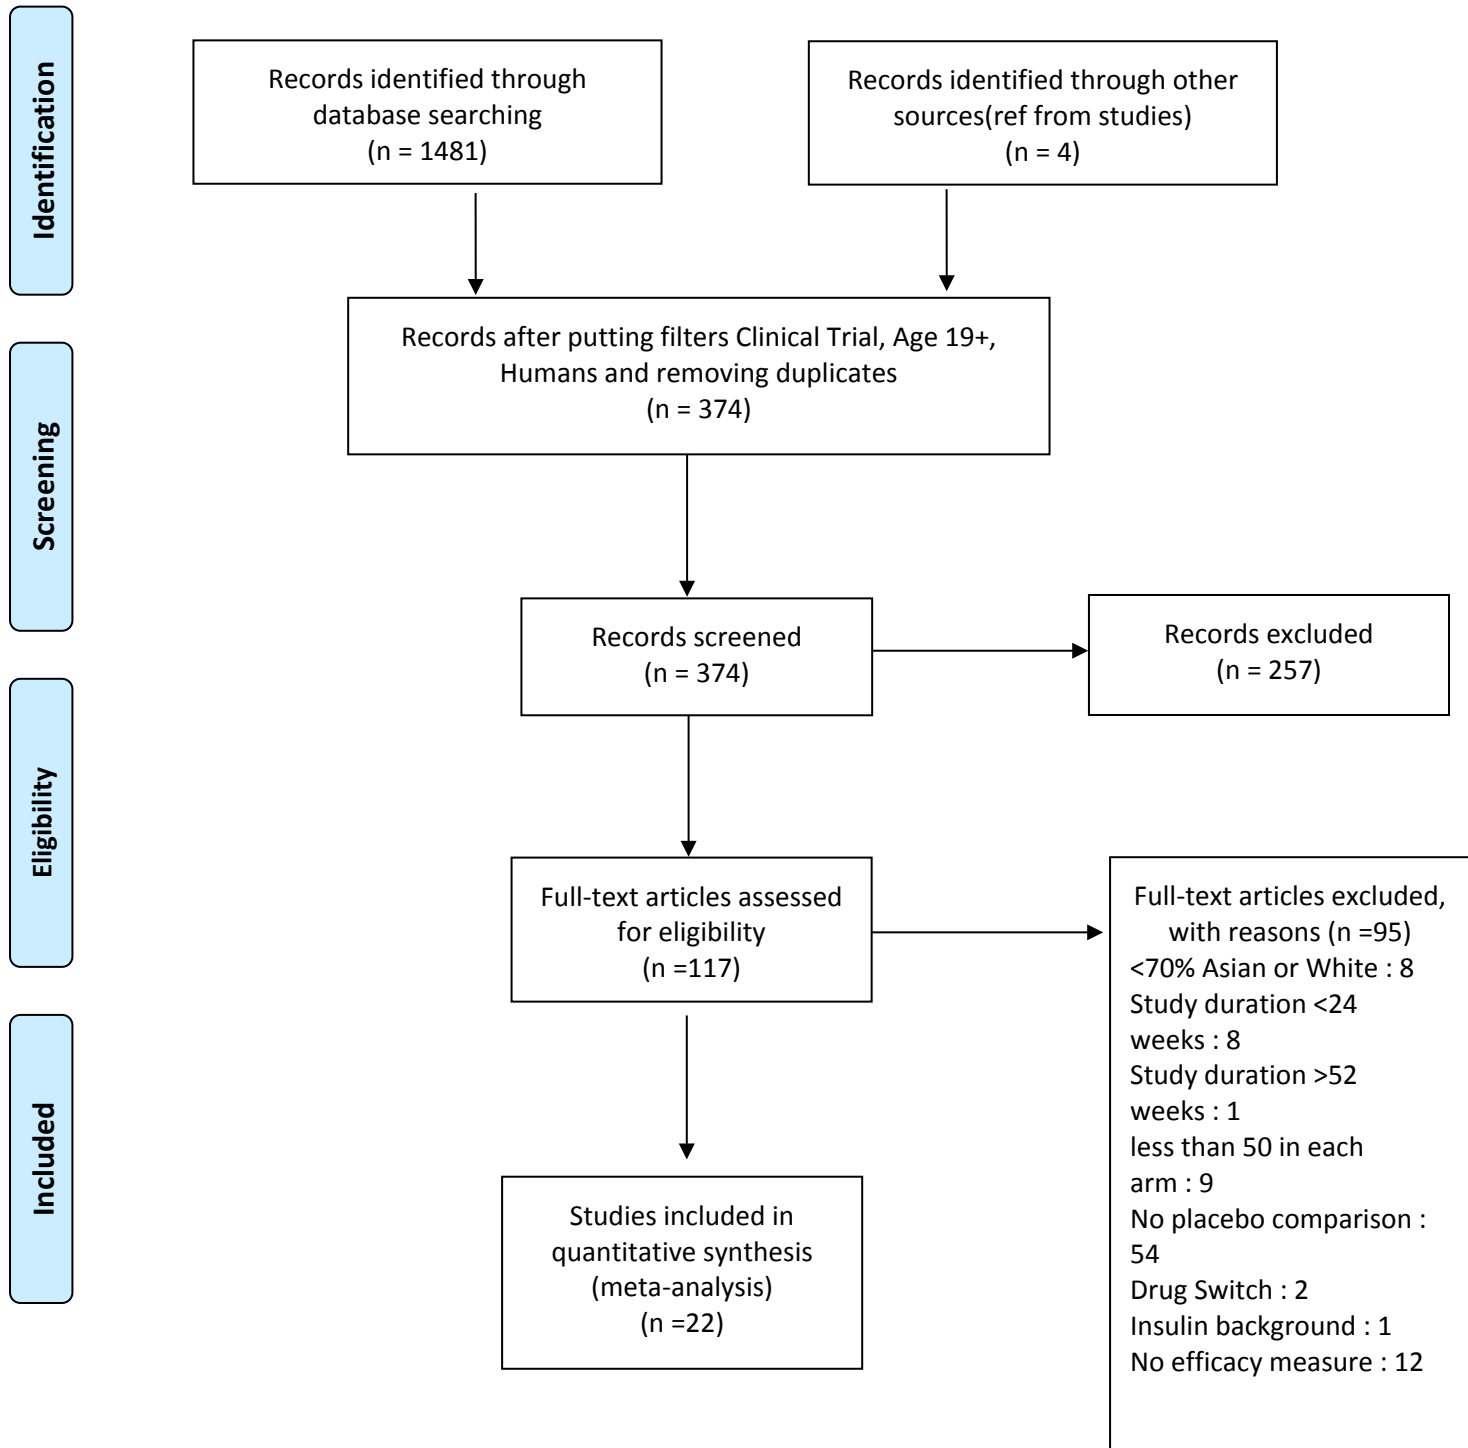 Identification
Records identified through
database searching
(n = 1481)
Records identified through other
sources(ref from studies)
(n = 4)
Records after putting filters Clinical Trial, Age 19+,
Humans and removing duplicates
(n = 374)
Screening
Records screened
(n = 374)
Records excluded
(n = 257)
Eligibility
Full-text articles assessed
for eligibility
(n =117)
Full-text articles excluded,
with reasons (n =95)
<70% Asian or White : 8
Study duration <24
weeks : 8
Study duration >52
weeks : 1
less than 50 in each
arm : 9
No placebo comparison :
54
Drug Switch : 2
Insulin background : 1
No efficacy measure : 12
Included
Studies included in
quantitative synthesis
(meta-analysis)
(n =22)